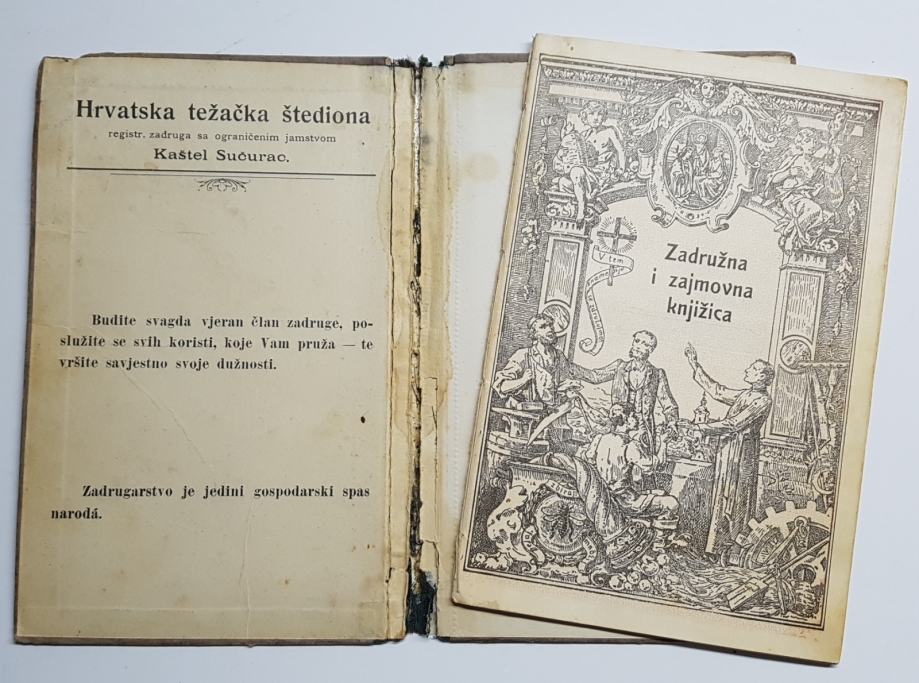 Hrvatska težačka štediona
registr. zadruga sa ograničenim jamstvom
Kaštel Sućurac.
Budite svagda vjeran član zadruge, po-
služite se svih koristi, koje Vam pruža — te
vršite savjestno svoje dužnosti.
Zadrugarstvo je jedini gospodarski spas
narodá.
V tem
Zadružna
i zajmovna
knjižica